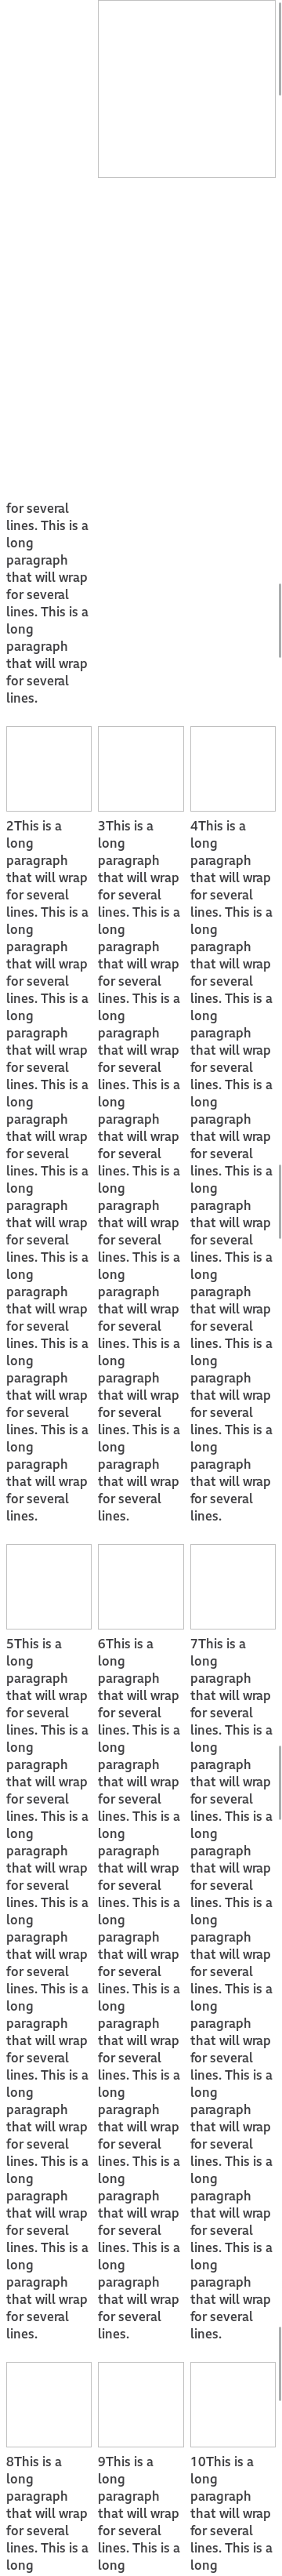 for several
lines. This is a
long
paragraph
that will wrap
for several
lines. This is a
long
paragraph
that will wrap
for several
lines.
2This is a
long
paragraph
that will wrap
for several
lines. This is a
long
paragraph
that will wrap
for several
lines. This is a
long
paragraph
that will wrap
for several
lines. This is a
long
paragraph
that will wrap
for several
lines. This is a
long
paragraph
that will wrap
for several
lines. This is a
long
paragraph
that will wrap
for several
lines. This is a
long
paragraph
that will wrap
for several
lines. This is a
long
paragraph
that will wrap
for several
lines.
3This is a
long
paragraph
that will wrap
for several
lines. This is a
long
paragraph
that will wrap
for several
lines. This is a
long
paragraph
that will wrap
for several
lines. This is a
long
paragraph
that will wrap
for several
lines. This is a
long
paragraph
that will wrap
for several
lines. This is a
long
paragraph
that will wrap
for several
lines. This is a
long
paragraph
that will wrap
for several
lines. This is a
long
paragraph
that will wrap
for several
lines.
4This is a
long
paragraph
that will wrap
for several
lines. This is a
long
paragraph
that will wrap
for several
lines. This is a
long
paragraph
that will wrap
for several
lines. This is a
long
paragraph
that will wrap
for several
lines. This is a
long
paragraph
that will wrap
for several
lines. This is a
long
paragraph
that will wrap
for several
lines. This is a
long
paragraph
that will wrap
for several
lines. This is a
long
paragraph
that will wrap
for several
lines.
5This is a
long
paragraph
that will wrap
for several
lines. This is a
long
paragraph
that will wrap
for several
lines. This is a
long
paragraph
that will wrap
for several
lines. This is a
long
paragraph
that will wrap
for several
lines. This is a
long
paragraph
that will wrap
for several
lines. This is a
long
paragraph
that will wrap
for several
lines. This is a
long
paragraph
that will wrap
for several
lines. This is a
long
paragraph
that will wrap
for several
lines.
6This is a
long
paragraph
that will wrap
for several
lines. This is a
long
paragraph
that will wrap
for several
lines. This is a
long
paragraph
that will wrap
for several
lines. This is a
long
paragraph
that will wrap
for several
lines. This is a
long
paragraph
that will wrap
for several
lines. This is a
long
paragraph
that will wrap
for several
lines. This is a
long
paragraph
that will wrap
for several
lines. This is a
long
paragraph
that will wrap
for several
lines.
7This is a
long
paragraph
that will wrap
for several
lines. This is a
long
paragraph
that will wrap
for several
lines. This is a
long
paragraph
that will wrap
for several
lines. This is a
long
paragraph
that will wrap
for several
lines. This is a
long
paragraph
that will wrap
for several
lines. This is a
long
paragraph
that will wrap
for several
lines. This is a
long
paragraph
that will wrap
for several
lines. This is a
long
paragraph
that will wrap
for several
lines.
8This is a
long
paragraph
that will wrap
for several
lines. This is a
long
9This is a
long
paragraph
that will wrap
for several
lines. This is a
long
10This is a
long
paragraph
that will wrap
for several
lines. This is a
long